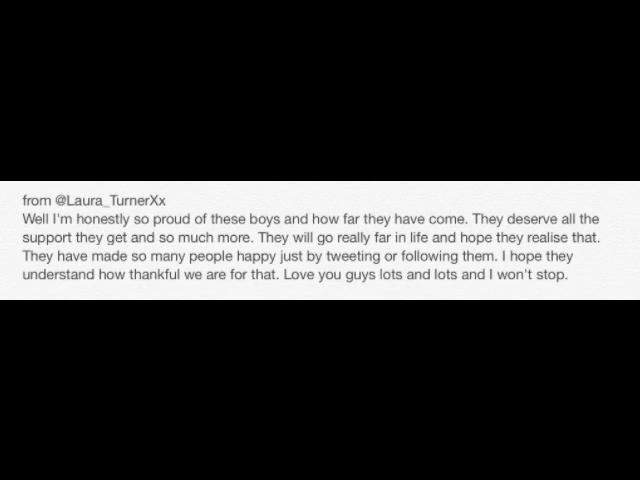 from @Laura_TurnerXx
Well I'm honestly so proud of these boys and how far they have come. They deserve all the
support they get and so much more. They will go really far in life and hope they realise that.
They have made so many people happy just by tweeting or following them. I hope they
understand how thankful we are for that. Love you guys lots and lots and I won't stop.